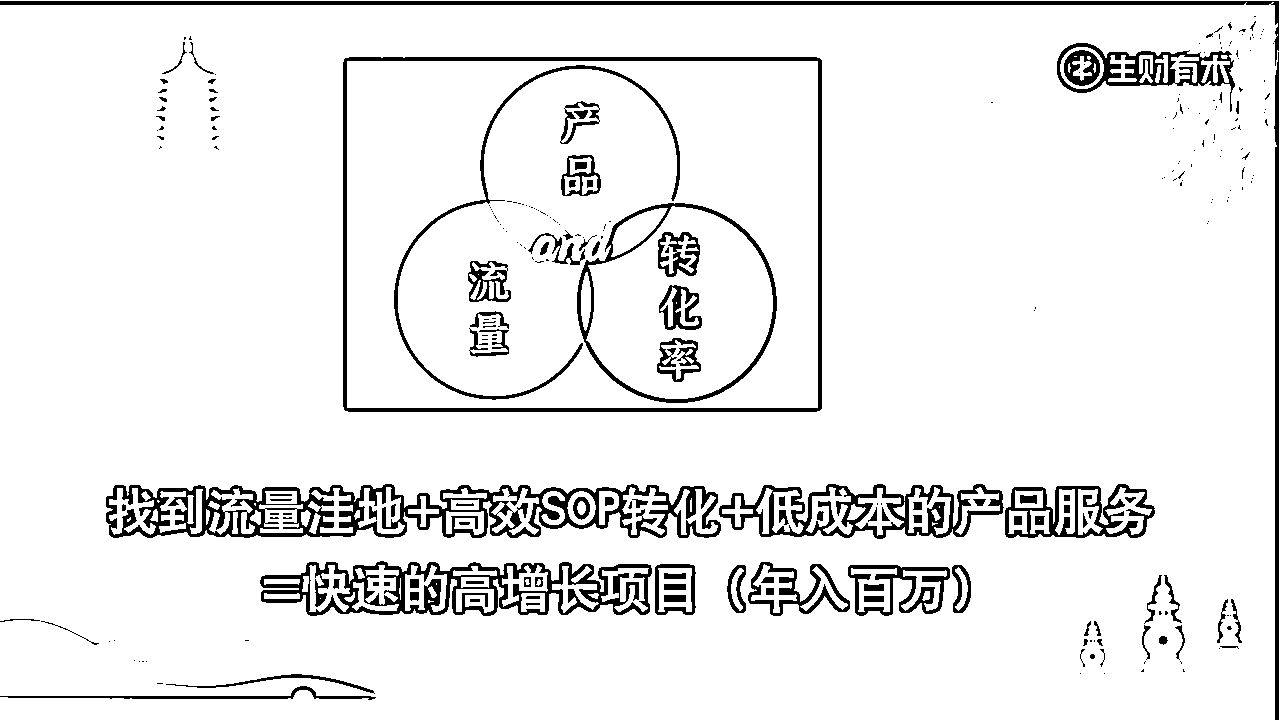 生财有术
产品
and
流量
转化率
找到流量洼地+高效SOP转化+低成本的产品服务
=快速的高增长项目（年入百万）